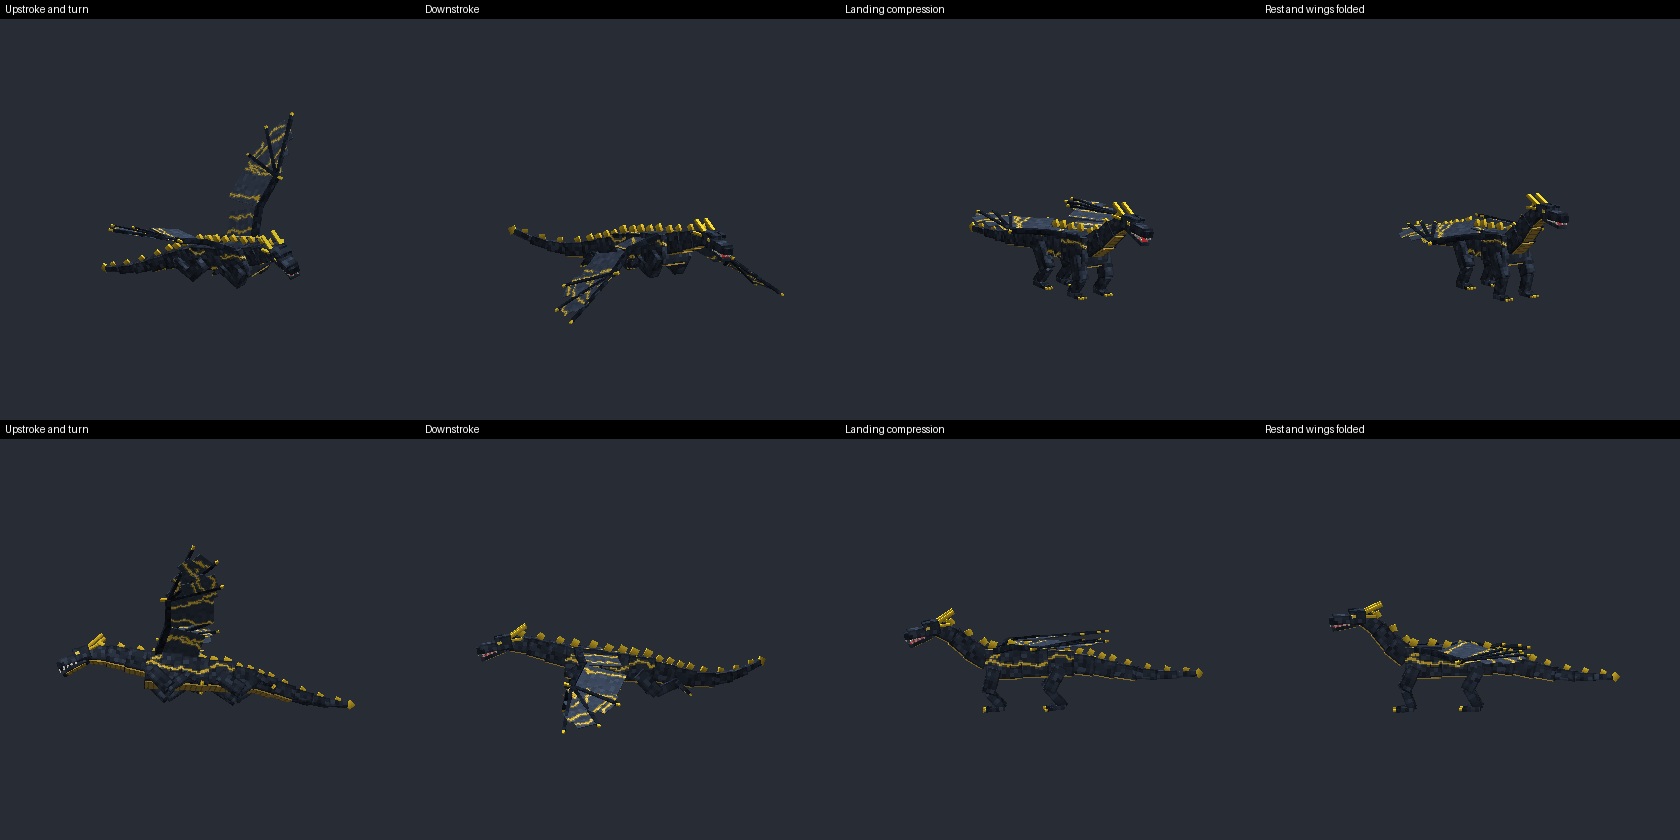 Upstroke and turn
Downstroke
Landing compression
Rest and wings folded
Upstroke and turn
Downstroke
Landing compression
Rest and wings folded